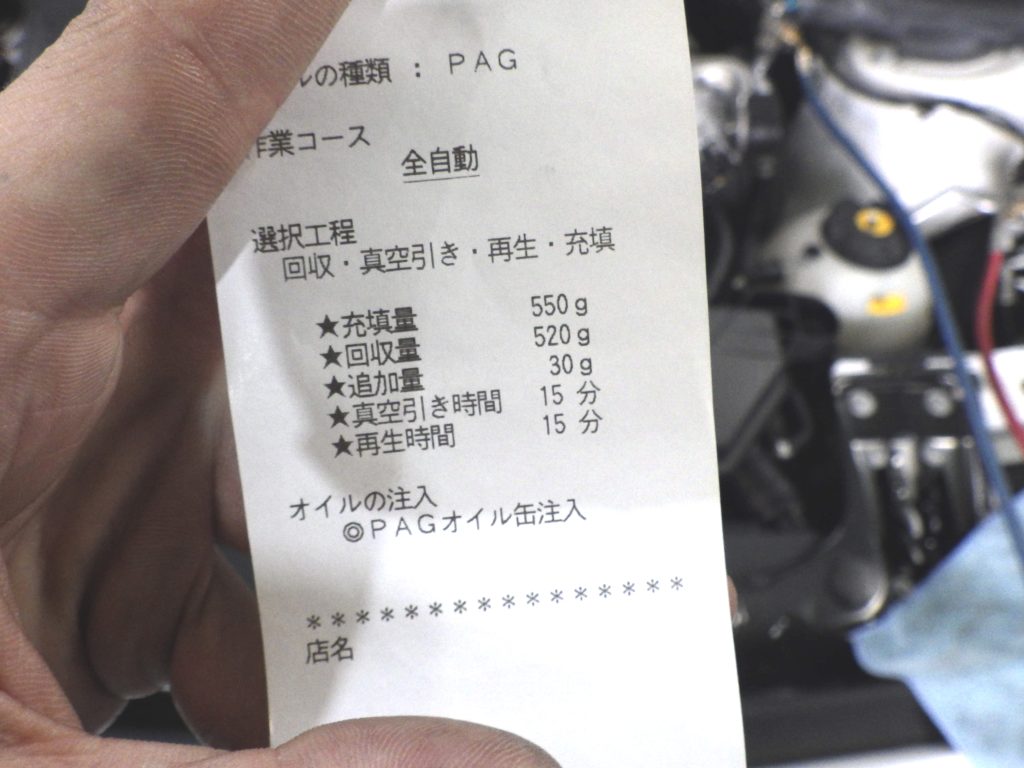 ルの種類 : PAG
作業コース
全自動
選択工程
回収・真空引き・再生・充填
★充填量 550g
★回収量 520g
★追加量 30g
★真空引き時間 15 分
★再生時間 15 分
オイルの注入
◎PAGオイル缶注入
****************
店名